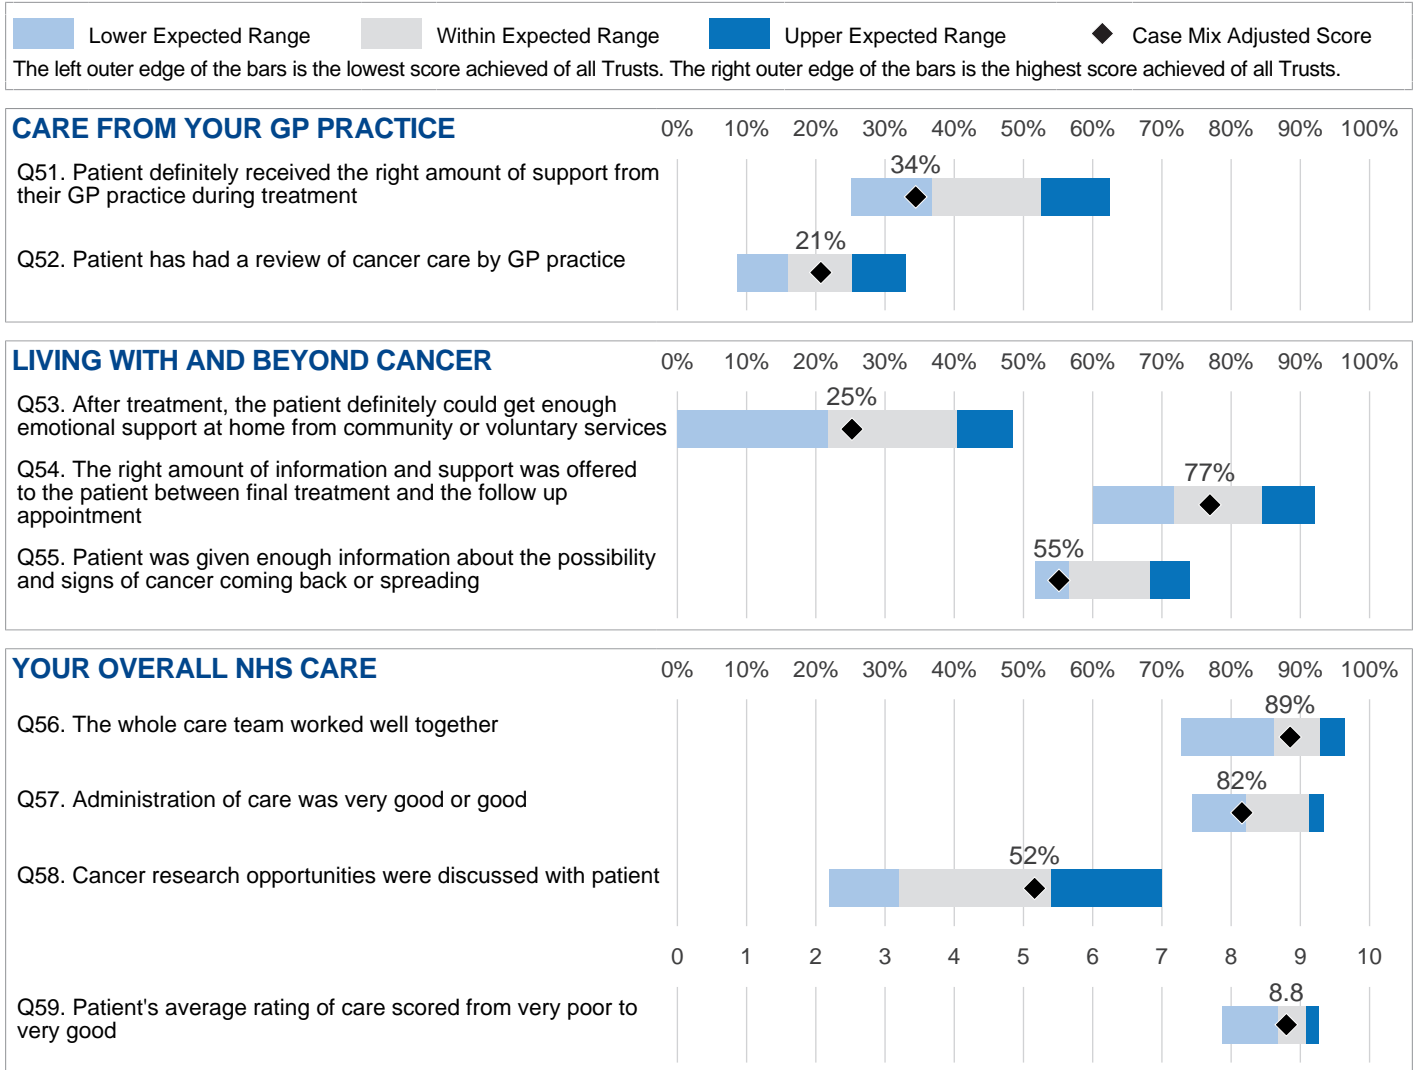 Lower Expected Range Within Expected Range Upper Expected Range Case Mix Adjusted Score
The left outer edge of the bars is the lowest score achieved of all Trusts. The right outer edge of the bars is the highest score achieved of all Trusts.
CARE FROM YOUR GP PRACTICE 0% 10% 20% 30% 40% 50% 60% 70% 80% 90% 100%
34%
Q51. Patient definitely received the right amount of support from
their GP practice during treatment
21%
Q52. Patient has had a review of cancer care by GP practice
LIVING WITH AND BEYOND CANCER 0% 10% 20% 30% 40% 50% 60% 70% 80% 90% 100%
25%
Q53. After treatment, the patient definitely could get enough
emotional support at home from community or voluntary services
Q54. The right amount of information and support was offered
77%
to the patient between final treatment and the follow up
appointment
55%
Q55. Patient was given enough information about the possibility
and signs of cancer coming back or spreading
YOUR OVERALL NHS CARE 0% 10% 20% 30% 40% 50% 60% 70% 80% 90% 100%
89%
Q56. The whole care team worked well together
82%
Q57. Administration of care was very good or good
52%
Q58. Cancer research opportunities were discussed with patient
0 1 2 3 4 5 6 7 8 9 10
8.8
Q59. Patient's average rating of care scored from very poor to
very good